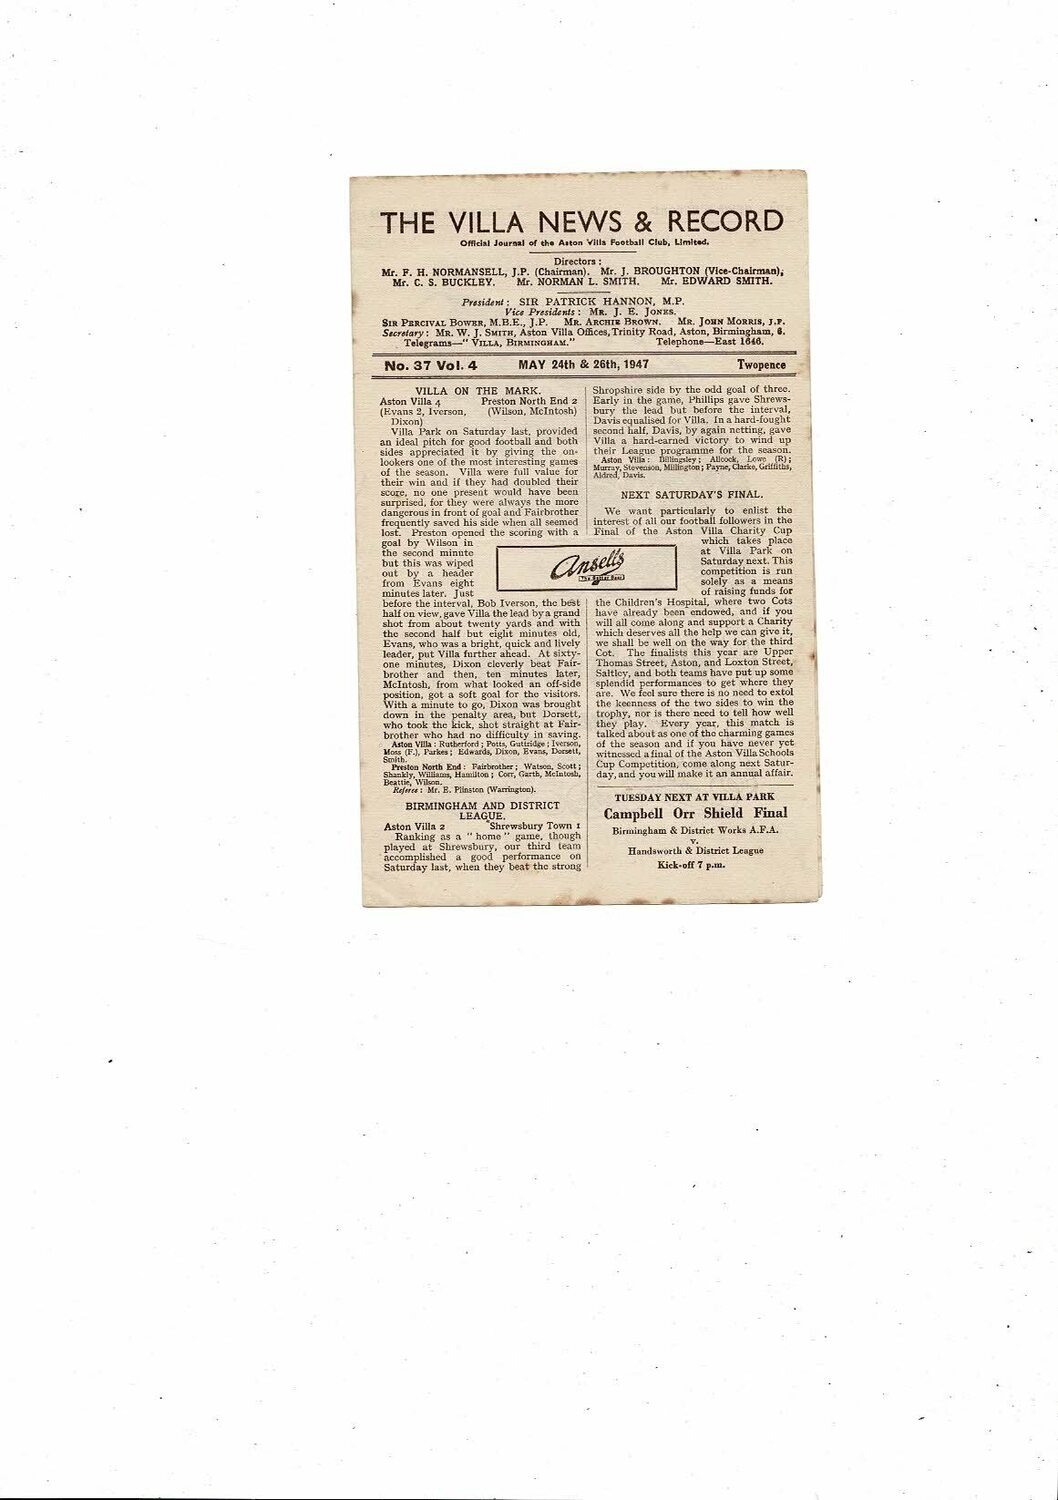 THE VILLA NEWS & RECORD
Official Journal of the Aston Villa Football Club, Limited.
Directors :
Mr. F. H. NORMANSELL, J.P. (Chairman). Mr. J. BROUGHTON (Vice-Chairman),
Mr. C. S. BUCKLEY. Mr. NORMAN L. SMITH. Mr. EDWARD SMITH.
President : SIR PATRICK HANNON, M.P.
Vice Presidents : MR. J. E. JONES.
SIR PERCIVAL BOWER, M.B.E., J.P. MR. ARCHIE BROWN. MR. JOHN MORRIS, J.P.
Secretary : MR. W. J. SMITH, Aston Villa Offices, Trinity Road, Aston, Birmingham, 6.
Telegrams—" VILLA, BIRMINGHAM." Telephone—East 1646.
No. 37 Vol. 4 MAY 24th & 26th, 1947 Twopence
VILLA ON THE MARK.
Aston Villa 4 Preston North End 2
(Evans 2, Iverson, (Wilson, McIntosh)
Dixon)
Villa Park on Saturday last, provided
an ideal pitch for good football and both
sides appreciated it by giving the on-
lookers one of the most interesting games
of the season. Villa were full value for
their win and if they had doubled their
score, no one present would have been
surprised, for they were always the more
dangerous in front of goal and Fairbrother
frequently saved his side when all seemed
lost. Preston opened the scoring with a
goal by Wilson in
the second minute
but this was wiped
out by a header
from Evans eight
minutes later. Just
before the interval, Bob Iverson, the best
half on view, gave Villa the lead by a grand
shot from about twenty yards and with
the second half but eight minutes old,
Evans, who was a bright, quick and lively
leader, put Villa further ahead. At sixty-
one minutes, Dixon cleverly beat Fair-
brother and then, ten minutes later,
McIntosh, from what looked an off-side
position, got a soft goal for the visitors.
With a minute to go, Dixon was brought
down in the penalty area, but Dorsett,
who took the kick, shot straight at Fair-
brother who had no difficulty in saving.
Aston Villa : Rutherford ; Potts, Guttridge ; Iverson,
Moss (F.), Parkes ; Edwards, Dixon, Evans, Dorsett,
Smith.
Preston North End : Fairbrother ; Watson, Scott ;
Shankly, Williams, Hamilton ; Corr, Garth, McIntosh,
Beattie, Wilson.
Referee : Mr. E. Plinston (Warrington).
BIRMINGHAM AND DISTRICT
LEAGUE.
Aston Villa 2 Shrewsbury Town 1
Ranking as a " home " game, though
played at Shrewsbury, our third team
accomplished a good performance on
Saturday last, when they beat the strong
Shropshire side by the odd goal of three.
Early in the game, Phillips gave Shrews-
bury the lead but before the interval,
Davis equalised for Villa. In a hard-fought
second half, Davis, by again netting, gave
Villa a hard-earned victory to wind up
their League programme for the season.
Aston Villa : Billingsley ; Allcock, Lowe (R) ;
Murray, Stevenson, Millington ; Payne, Clarke, Griffiths,
Aldred, Davis.
NEXT SATURDAY'S FINAL.
We want particularly to enlist the
interest of all our football followers in the
Final of the Aston Villa Charity Cup
which takes place
at Villa Park on
Saturday next. This
competition is run
solely as a means
of raising funds for
the Children's Hospital, where two Cots
have already been endowed, and if you
will all come along and support a Charity
which deserves all the help we can give it,
we shall be well on the way for the third
Cot. The finalists this year are Upper
Thomas Street, Aston, and Loxton Street,
Saltley, and both teams have put up some
splendid performances to get where they
are. We feel sure there is no need to extol
the keenness of the two sides to win the
trophy, nor is there need to tell how well
they play. Every year, this match is
talked about as one of the charming games
of the season and if you have never yet
witnessed a final of the Aston Villa Schools
Cup Competition, come along next Satur-
day, and you will make it an annual affair.
Ansells
The Better Beer
TUESDAY NEXT AT VILLA PARK
Campbell Orr Shield Final
Birmingham & District Works A.F.A.
v.
Handsworth & District League
Kick-off 7 p.m.